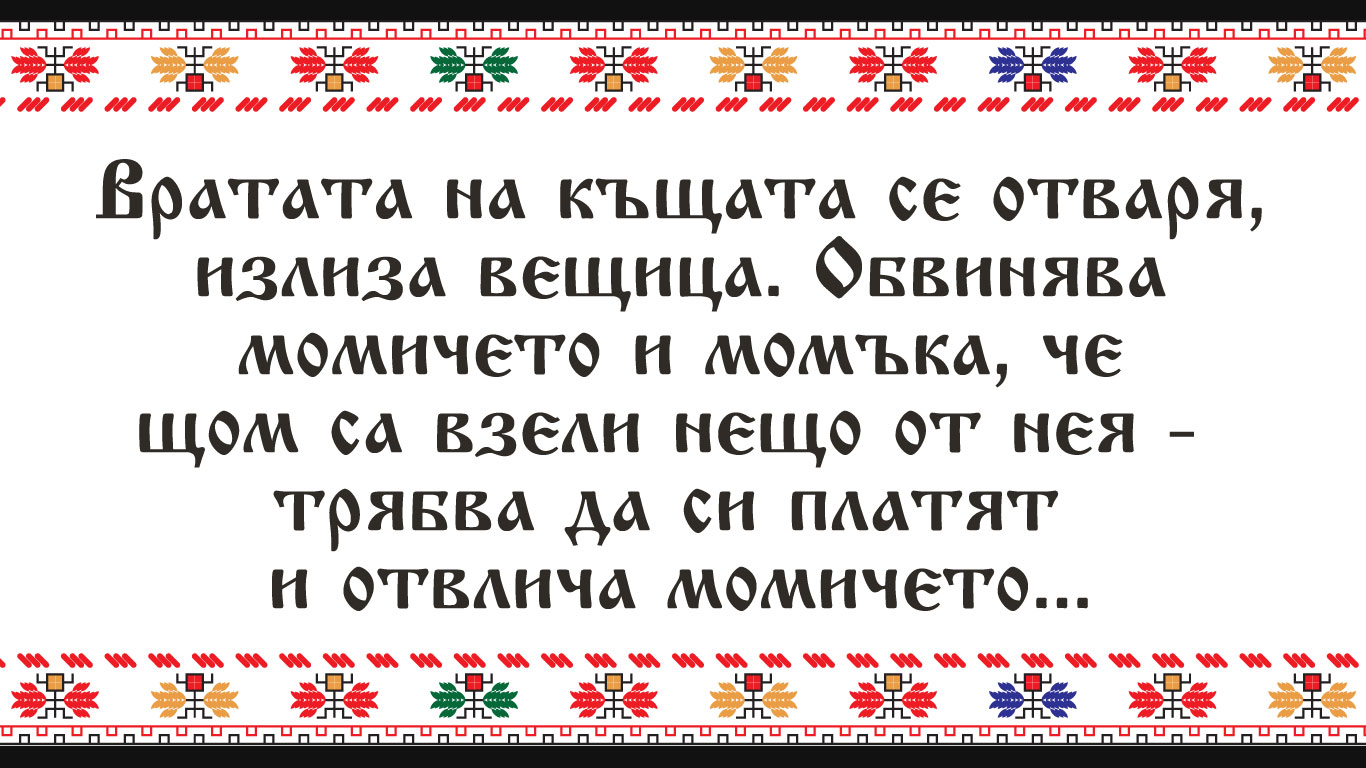 Вратата на къщата се отваря,
излиза вещица. Обвинява
момичето и момъка, че
щом са взели нещо от нея -
трябва да си платят
и отвлича момичето...